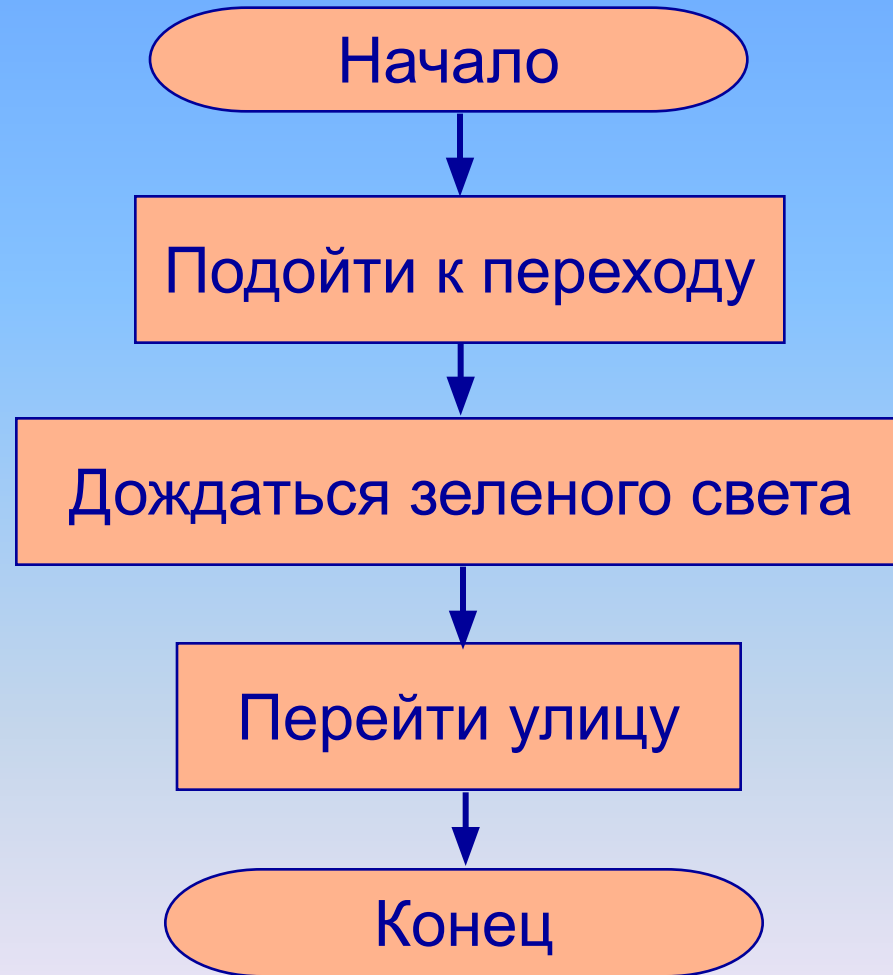 Начало
Подойти к переходу
Дождаться зеленого света
Перейти улицу
Конец